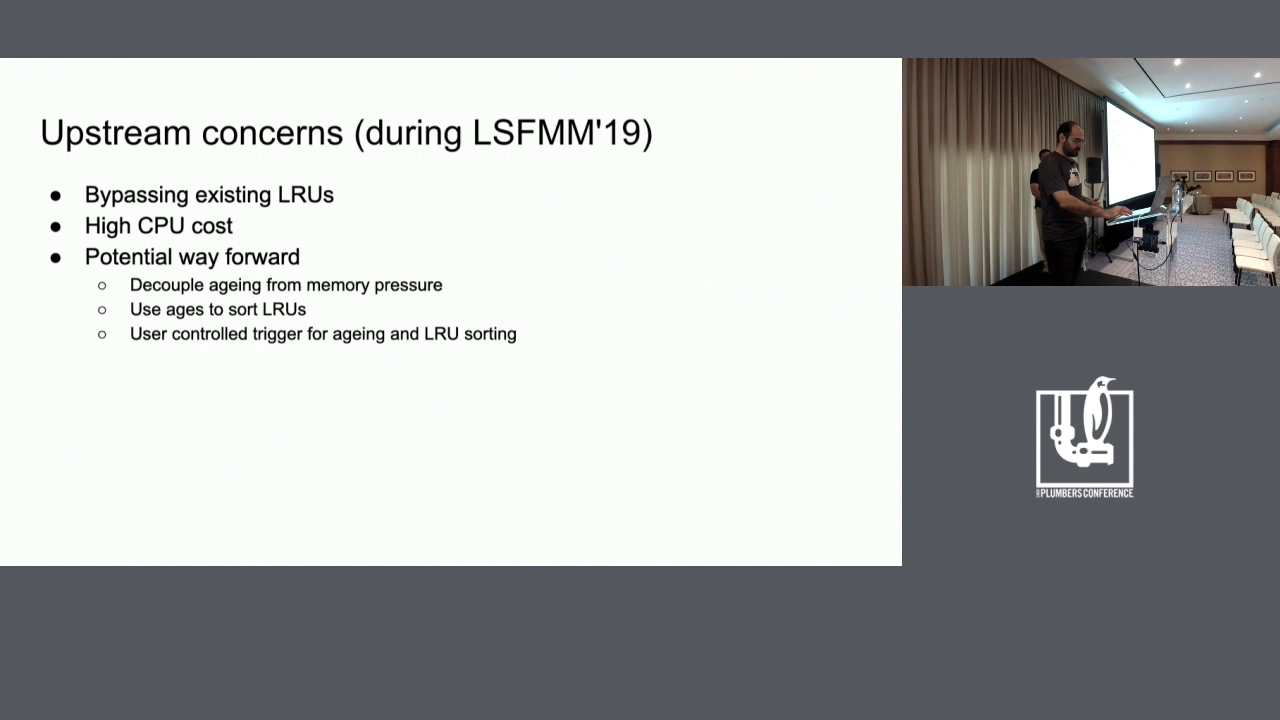 Upstream concerns (during LSFMM'19)
● Bypassing existing LRUs
● High CPU cost
● Potential way forward
○ Decouple ageing from memory pressure
○ Use ages to sort LRUs
○ User controlled trigger for ageing and LRU sorting
PLUMBERS CONFERENCE